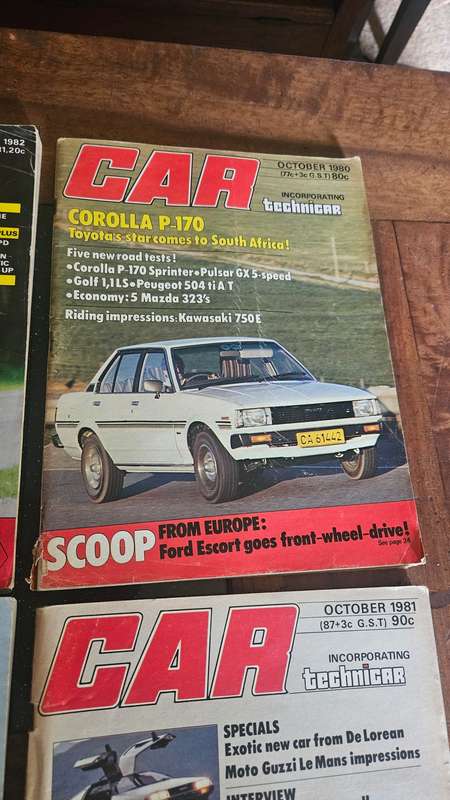 1982
1.20c
PLUS
UP
CAR
OCTOBER 1980
(77c+3c G.S.T) 80c
INCORPORATING
technicar
COROLLA P-170
Toyota's star comes to South Africa!
Five new road tests!
•Corolla P-170 Sprinter•Pulsar GX 5-speed
•Golf 1,1 LS•Peugeot 504 ti A T
•Economy: 5 Mazda 323's
Riding impressions: Kawasaki 750 E
CA 61442
SCOOP
FROM EUROPE:
Ford Escort goes front-wheel-drive!
See page 24
CAR
OCTOBER 1981
(87+3c G.S.T) 90c
INCORPORATING
technicar
SPECIALS
Exotic new car from De Lorean
Moto Guzzi Le Mans impressions
INTERVIEW